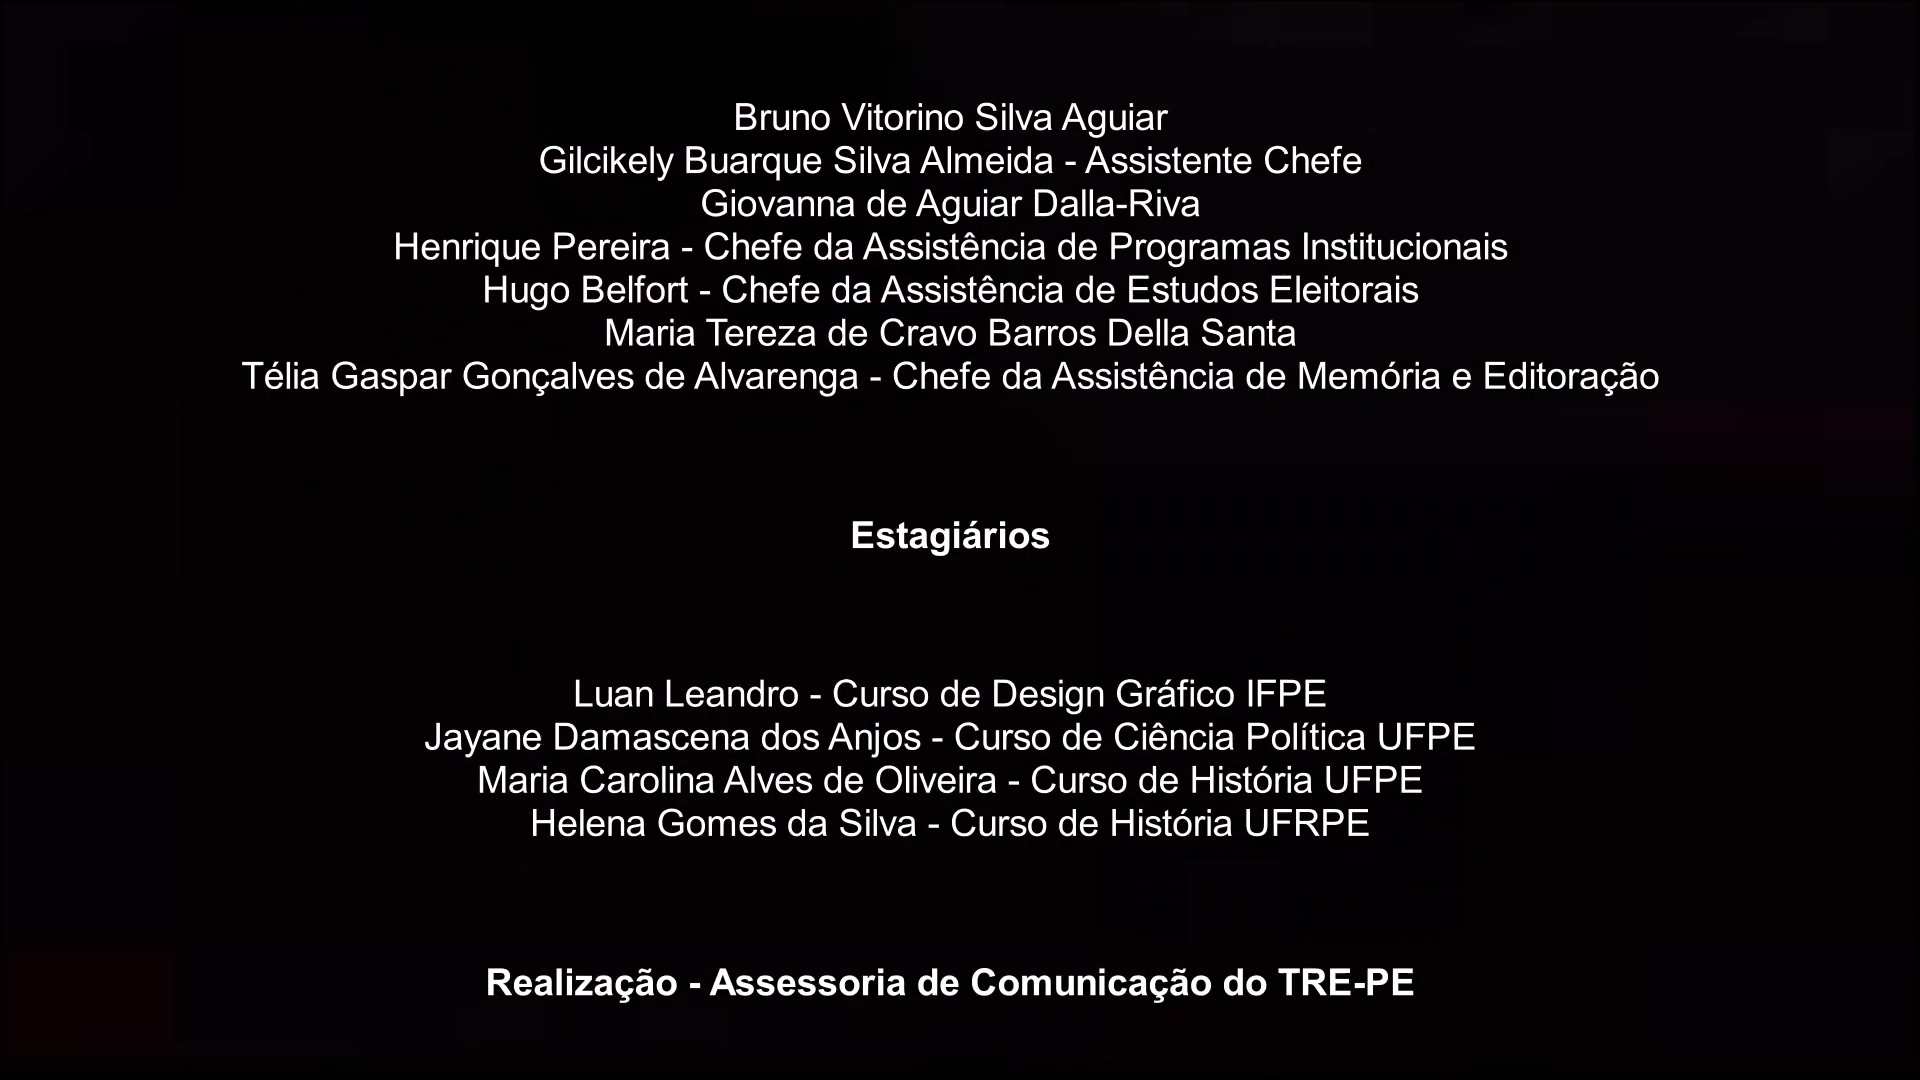 Bruno Vitorino Silva Aguiar
Gilcikely Buarque Silva Almeida - Assistente Chefe
Giovanna de Aguiar Dalla-Riva
Henrique Pereira - Chefe da Assistência de Programas Institucionais
Hugo Belfort - Chefe da Assistência de Estudos Eleitorais
Maria Tereza de Cravo Barros Della Santa
Télia Gaspar Gonçalves de Alvarenga - Chefe da Assistência de Memória e Editoração
Estagiários
Luan Leandro - Curso de Design Gráfico IFPE
Jayane Damascena dos Anjos - Curso de Ciência Política UFPE
Maria Carolina Alves de Oliveira - Curso de História UFPE
Helena Gomes da Silva - Curso de História UFRPE
Realização - Assessoria de Comunicação do TRE-PE